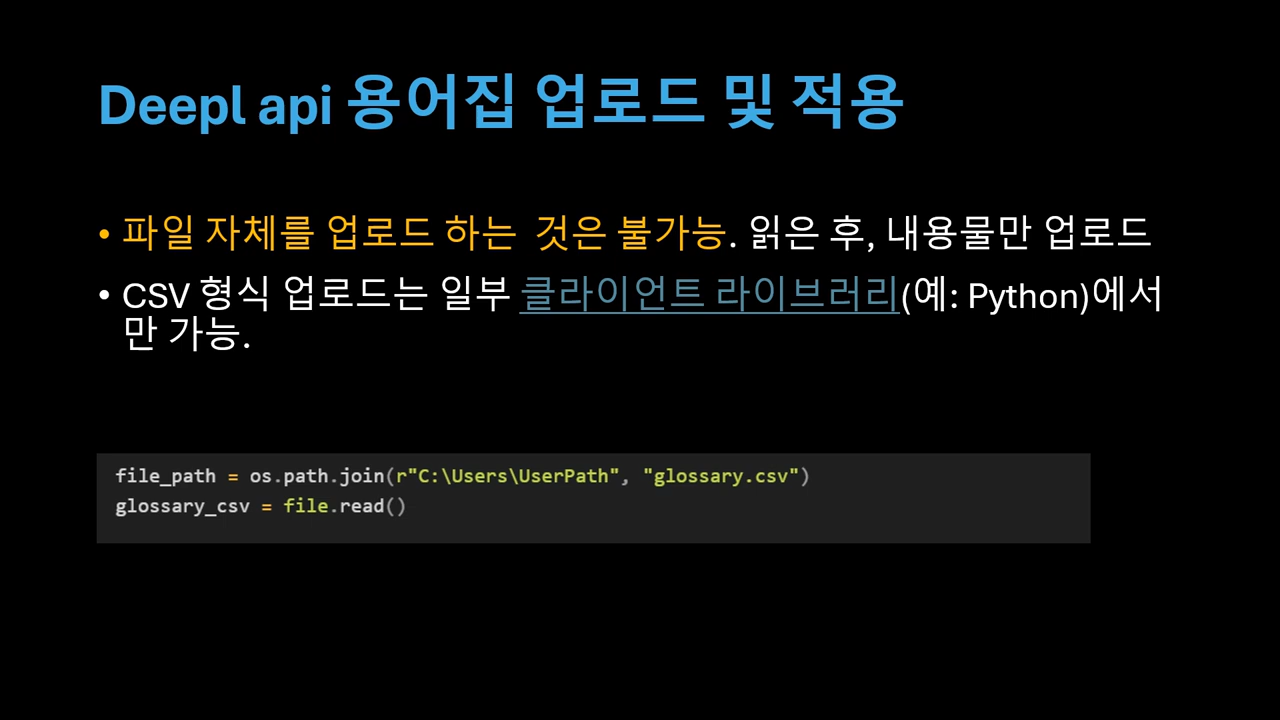 Deepl api 용어집 업로드 및 적용
• 파일 자체를 업로드 하는  것은 불가능. 읽은 후, 내용물만 업로드
• CSV 형식 업로드는 일부 클라이언트 라이브러리(예: Python)에서
만 가능.
file_path = os.path.join(r"C:\Users\UserPath", "glossary.csv")
glossary_csv = file.read()